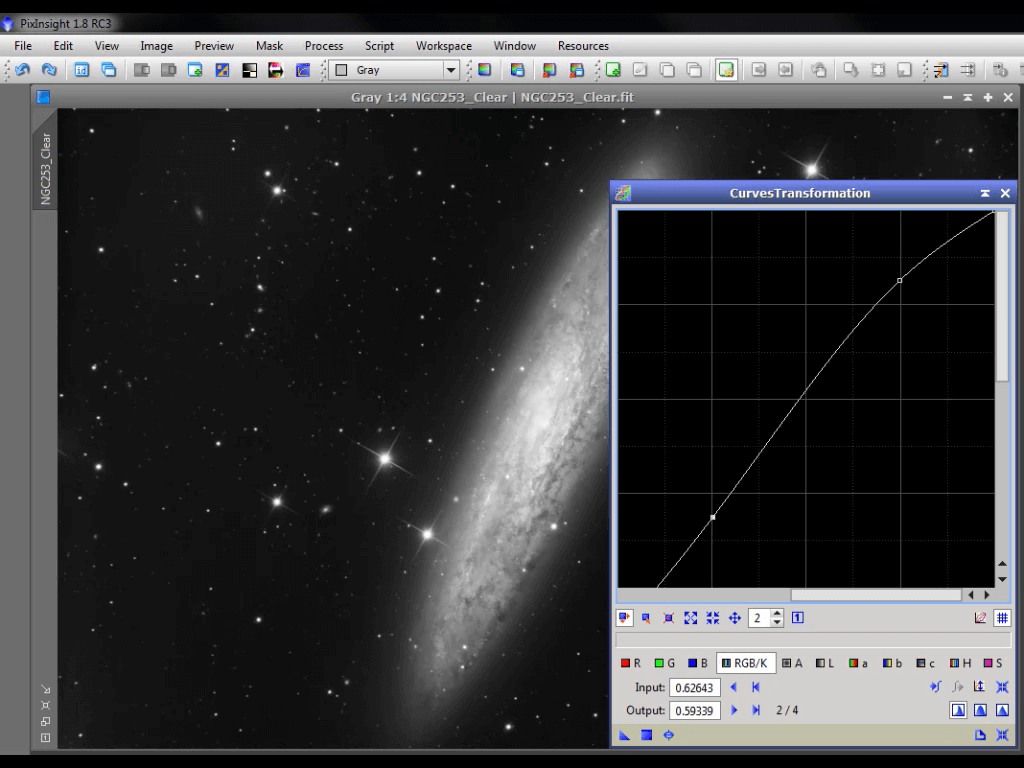 PixInsight 1.8 RC3
File Edit View Image Preview Mask Process Script Workspace Window Resources
Gray
Gray 1:4 NGC253_Clear | NGC253_Clear.fit
NGC253_Clear
CurvesTransformation
2
R G B RGB/K A L a b c H S
Input: 0.62643
Output: 0.59339 2 / 4